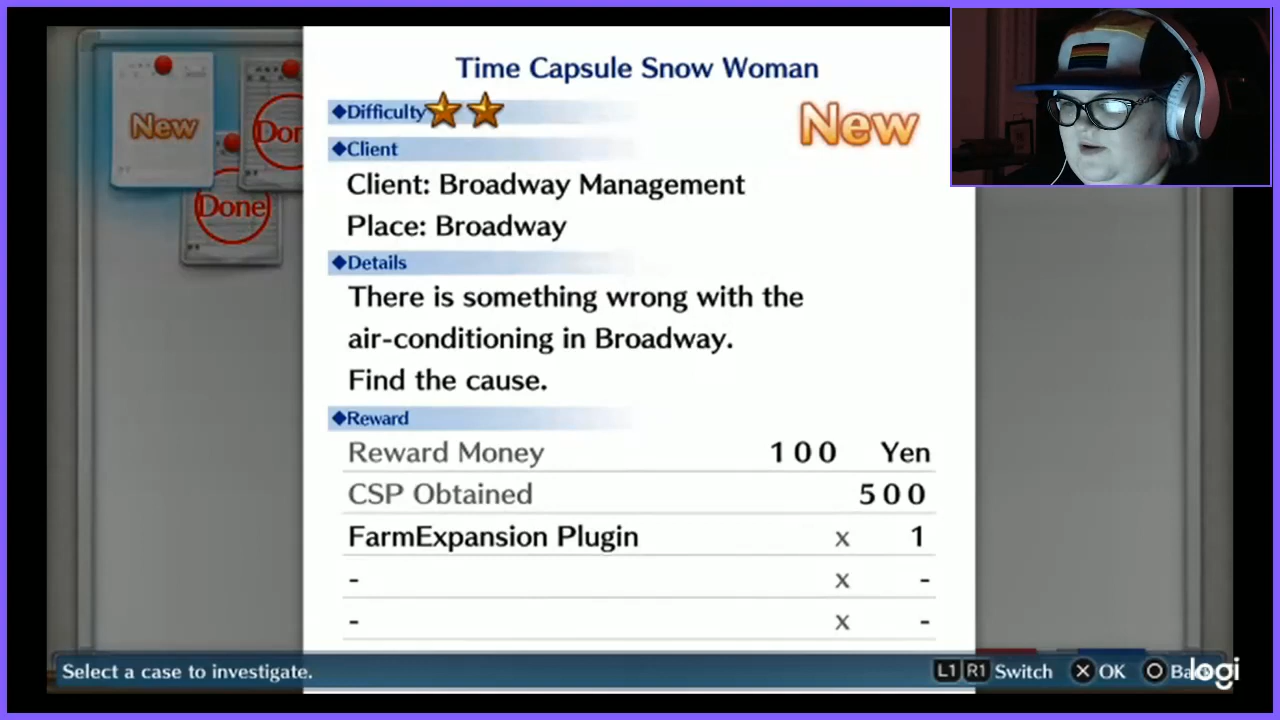 Time Capsule Snow Woman
◆Difficulty
New
◆Client
Client: Broadway Management
Place: Broadway
◆Details
There is something wrong with the
air-conditioning in Broadway.
Find the cause.
◆Reward
Reward Money 100 Yen
CSP Obtained 500
FarmExpansion Plugin x 1
- x -
- x -
New
Done
Select a case to investigate.
L1 R1 Switch OK
logi